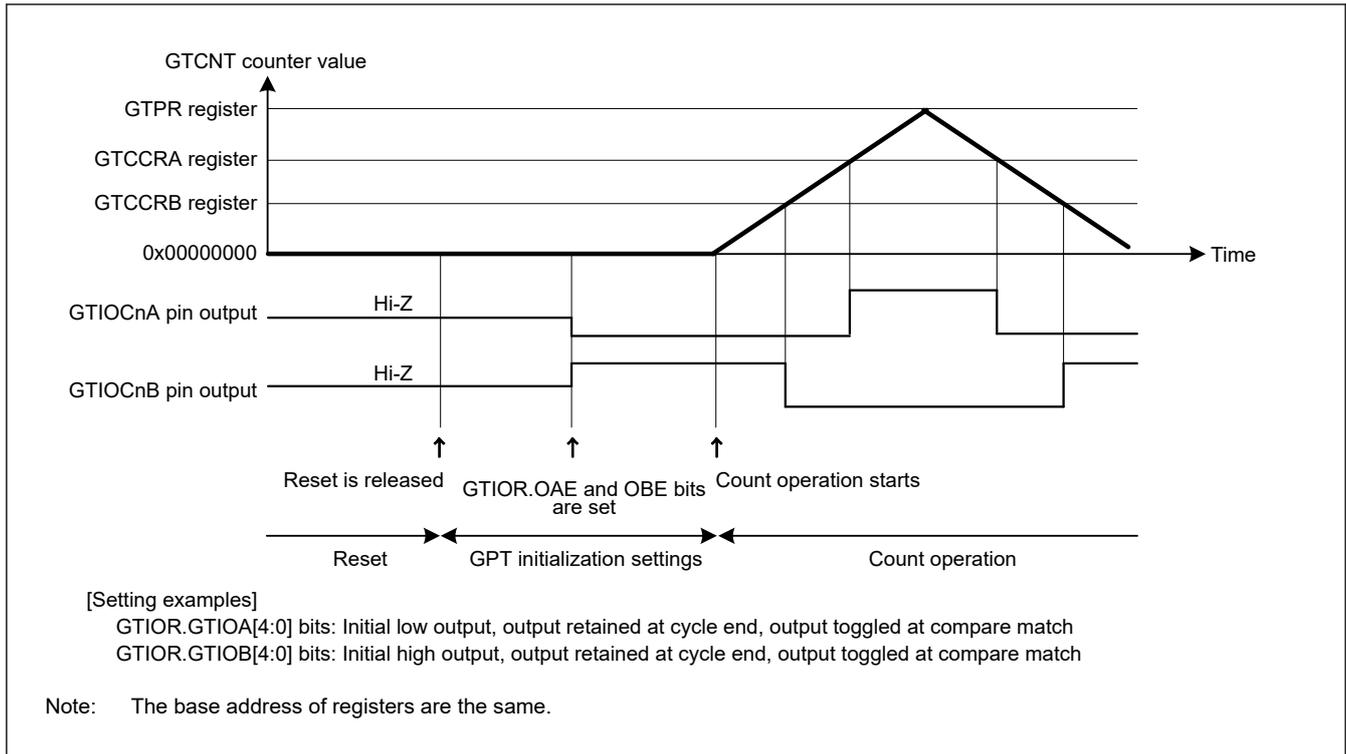 GTCNT counter value
GTPR register
GTCCRA register
GTCCRB register
0x00000000
Time
GTIOCnA pin output
Hi-Z
GTIOCnB pin output
Hi-Z
Reset is released
GTIOR.OAE and OBE bits
are set
Count operation starts
Reset
GPT initialization settings
Count operation
[Setting examples]
GTIOR.GTIOA[4:0] bits: Initial low output, output retained at cycle end, output toggled at compare match
GTIOR.GTIOB[4:0] bits: Initial high output, output retained at cycle end, output toggled at compare match
Note: The base address of registers are the same.